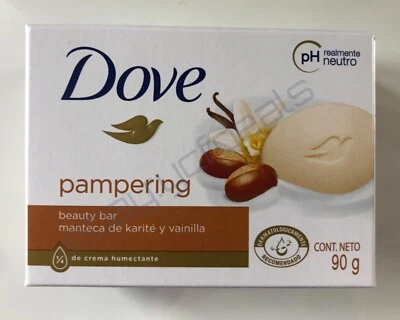 Dove
pH realmente
neutro
pampering
beauty bar
manteca de karité y vainilla
¼ de crema humectante
DERMATOLÓGICAMENTE
RECOMENDADO
CONT. NETO
90 g